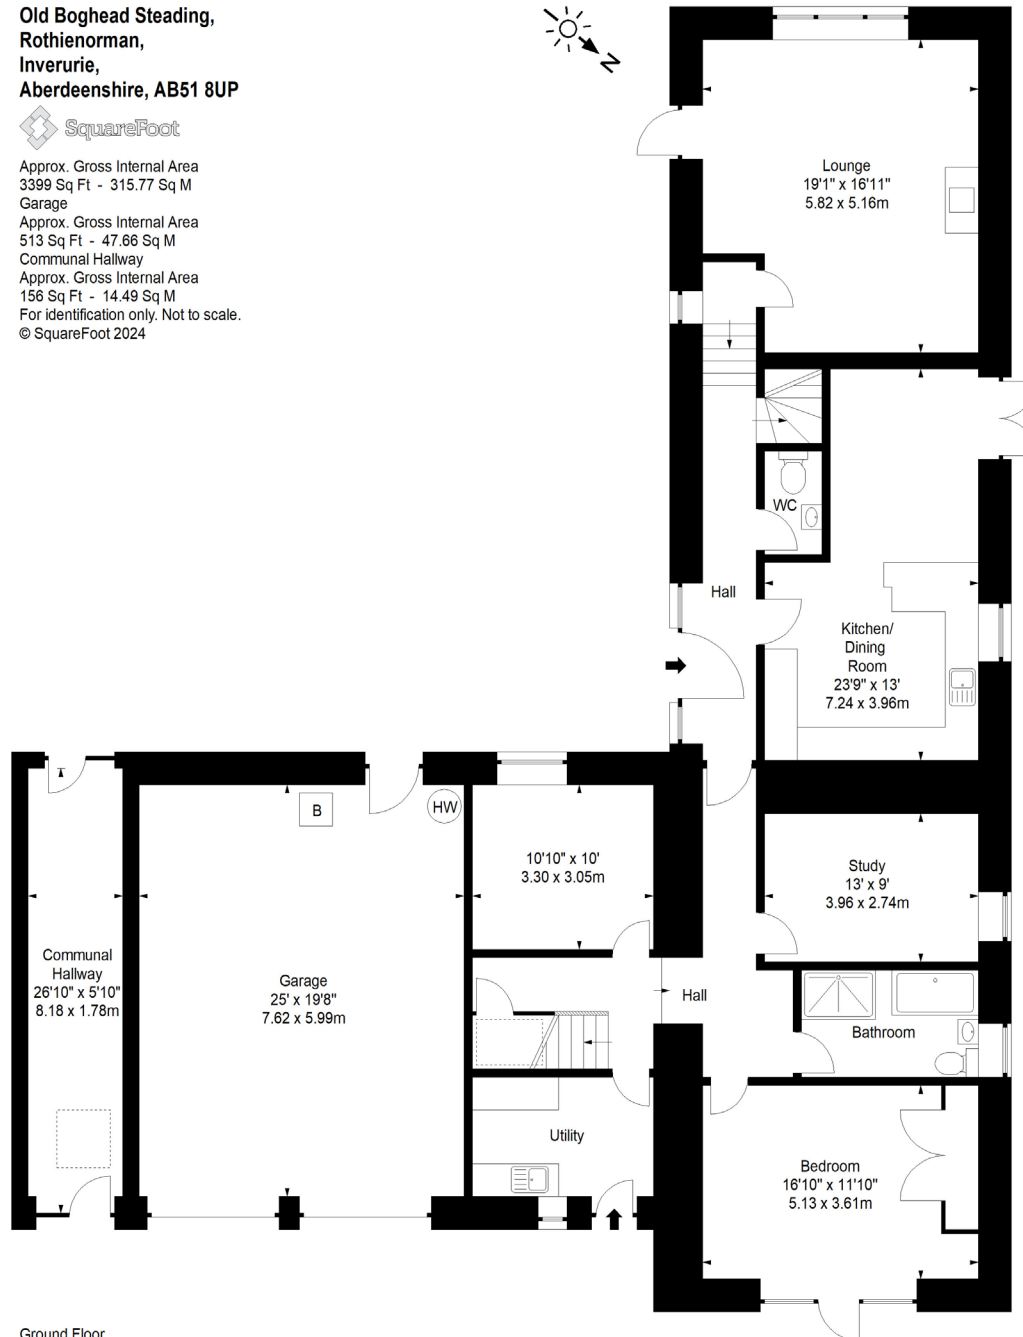 Old Boghead Steading,
Rothienorman,
Inverurie,
Aberdeenshire, AB51 8UP
SquareFoot
Approx. Gross Internal Area
3399 Sq Ft - 315.77 Sq M
Garage
Approx. Gross Internal Area
513 Sq Ft - 47.66 Sq M
Communal Hallway
Approx. Gross Internal Area
156 Sq Ft - 14.49 Sq M
For identification only. Not to scale.
© SquareFoot 2024
N
Lounge
19'1" x 16'11"
5.82 x 5.16m
WC
Hall
Kitchen/
Dining
Room
23'9" x 13'
7.24 x 3.96m
B
HW
10'10" x 10'
3.30 x 3.05m
Study
13' x 9'
3.96 x 2.74m
Communal
Hallway
26'10" x 5'10"
8.18 x 1.78m
Garage
25' x 19'8"
7.62 x 5.99m
Hall
Bathroom
Utility
Bedroom
16'10" x 11'10"
5.13 x 3.61m
Ground Floor